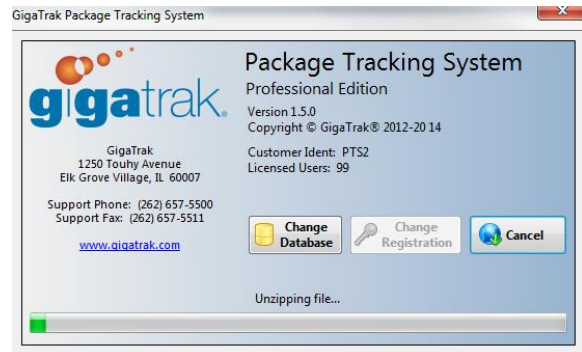 GigaTrak Package Tracking System
x
gigatrak®
Package Tracking System
Professional Edition
Version 1.5.0
Copyright © GigaTrak® 2012-20 14
Customer Ident: PTS2
Licensed Users: 99
GigaTrak
1250 Touhy Avenue
Elk Grove Village, IL 60007
Support Phone: (262) 657-5500
Support Fax: (262) 657-5511
www.gigatrak.com
Change
Database
Change
Registration
Cancel
Unzipping file...